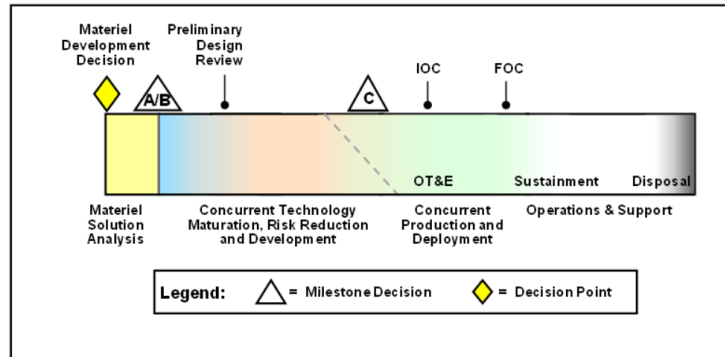 Materiel
Development
Decision
Preliminary
Design
Review
A/B
C
IOC
FOC
OT&E
Sustainment
Disposal
Materiel
Solution
Analysis
Concurrent Technology
Maturation, Risk Reduction
and Development
Concurrent
Production and
Deployment
Operations & Support
Legend:
= Milestone Decision
= Decision Point